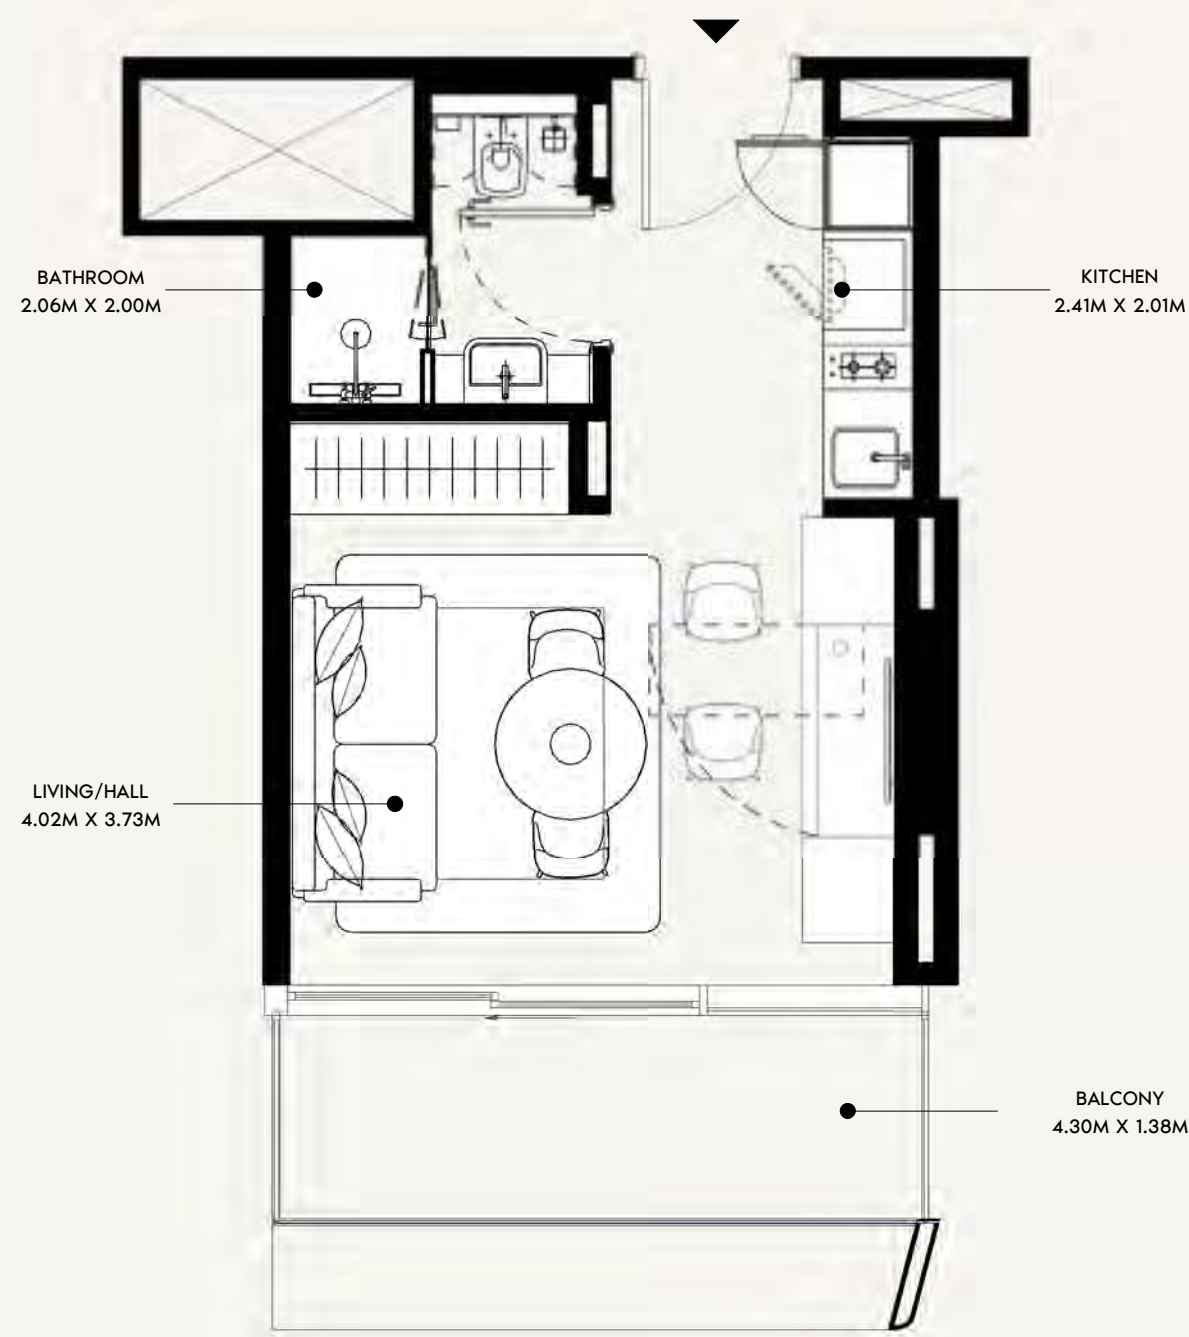 BATHROOM
2.06M X 2.00M
KITCHEN
2.41M X 2.01M
LIVING/HALL
4.02M X 3.73M
BALCONY
4.30M X 1.38M